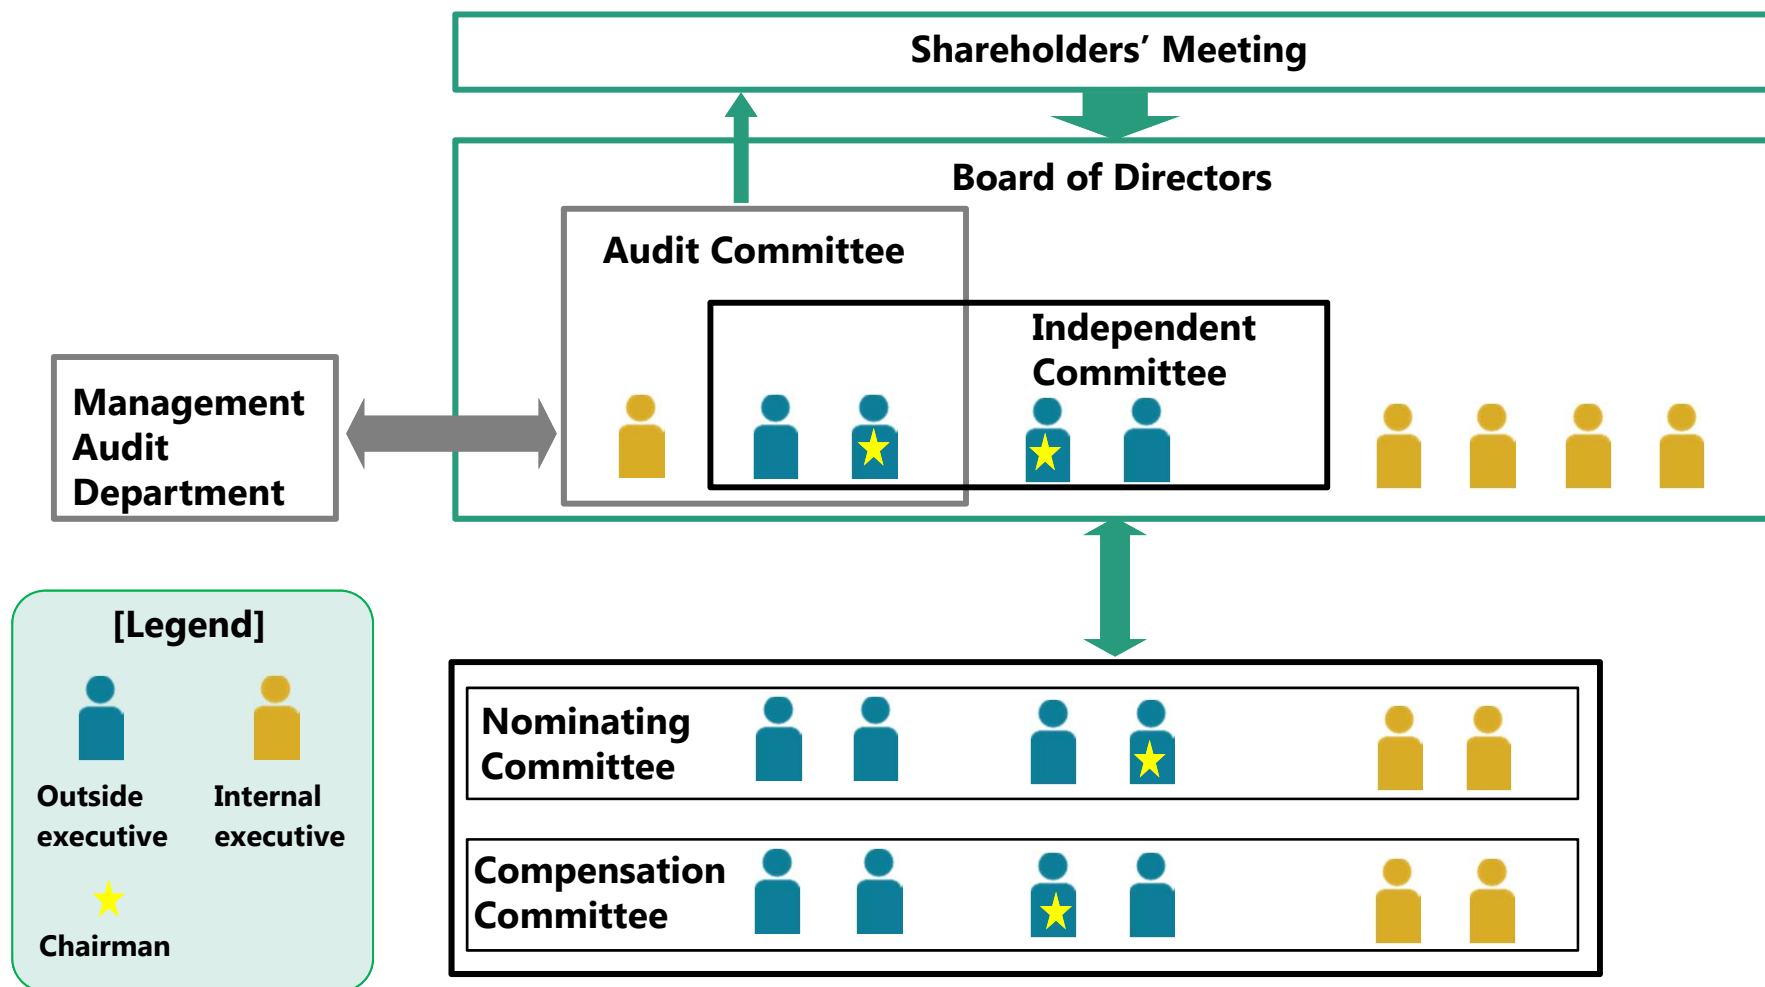 Shareholders’ Meeting
Board of Directors
Audit Committee
Independent
Committee
Management
Audit
Department
[Legend]
Outside
executive
Internal
executive
Chairman
Nominating
Committee
Compensation
Committee